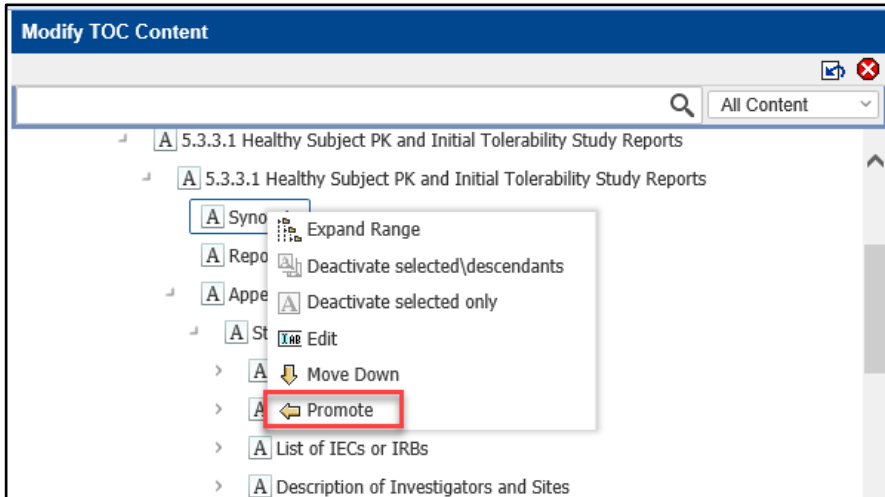 Modify TOC Content
All Content
A 5.3.3.1 Healthy Subject PK and Initial Tolerability Study Reports
A 5.3.3.1 Healthy Subject PK and Initial Tolerability Study Reports
A Syno
Expand Range
A Repo
Deactivate selected\descendants
A Appe
A Deactivate selected only
A St
Edit
A
Move Down
A
Promote
A List of IECs or IRBs
A Description of Investigators and Sites